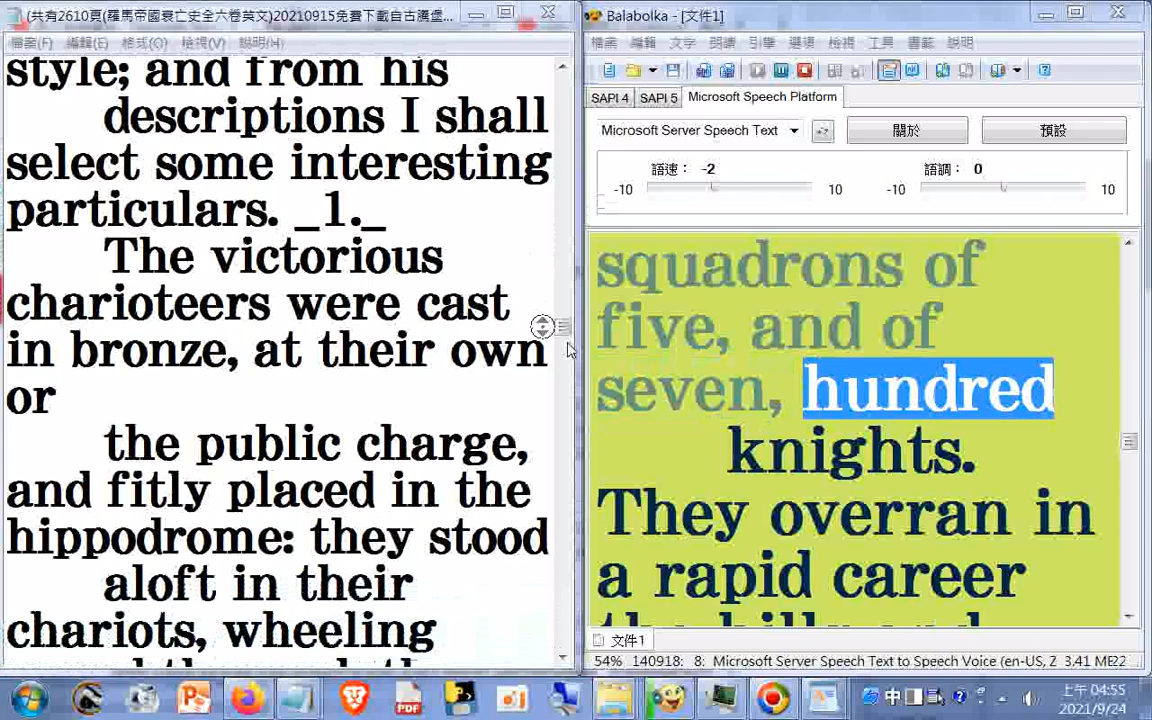 (共有2610頁(羅馬帝國衰亡史全六卷英文)20210915免費下載自古騰堡...
檔案(F) 編輯(E) 格式(O) 檢視(V) 說明(H)
style; and from his
descriptions I shall
select some interesting
particulars. _1._
The victorious
charioteers were cast
in bronze, at their own
or
the public charge,
and fitly placed in the
hippodrome: they stood
aloft in their
chariots, wheeling
Balabolka - [文件1]
檔案 編輯 文字 朗讀 引擎 選項 檢視 工具 書籤 說明
SAPI 4 SAPI 5 Microsoft Speech Platform
Microsoft Server Speech Text 關於 預設
語速: -2 語調: 0
-10 10 -10 10
squadrons of
five, and of
seven, hundred
knights.
They overran in
a rapid career
the hills and
文件1
54% 140918: 8: Microsoft Server Speech Text to Speech Voice (en-US, Z 3.41 ME22
PDF
中
上午 04:55
2021/9/24